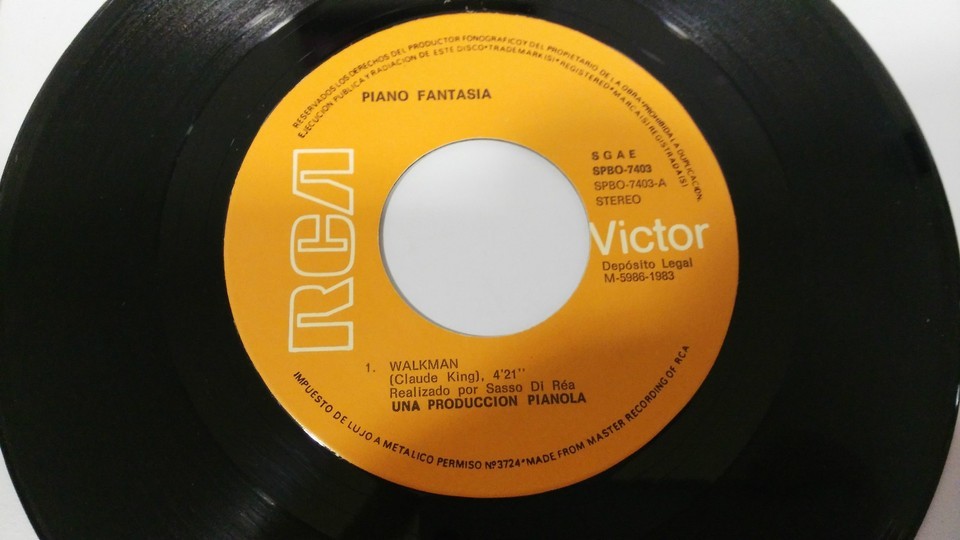 RESERVADOS LOS DERECHOS DEL PRODUCTOR FONOGRAFICO Y DEL PROPIETARIO DE LA OBRA*PROHIBIDA LA DUPLICACION,
EJECUCION PUBLICA Y RADIACION DE ESTE DISCO*TRADEMARK(S)*REGISTERED*MARCA(S) REGISTRADA(S)
PIANO FANTASIA
RCA
S G A E
SPBO-7403
SPBO-7403-A
STEREO
Victor
Depósito Legal
M-5986-1983
1. WALKMAN
(Claude King), 4'21"
Realizado por Sasso Di Réa
UNA PRODUCCION PIANOLA
IMPUESTO DE LUJO A METALICO PERMISO Nº3724*MADE FROM MASTER RECORDING OF RCA